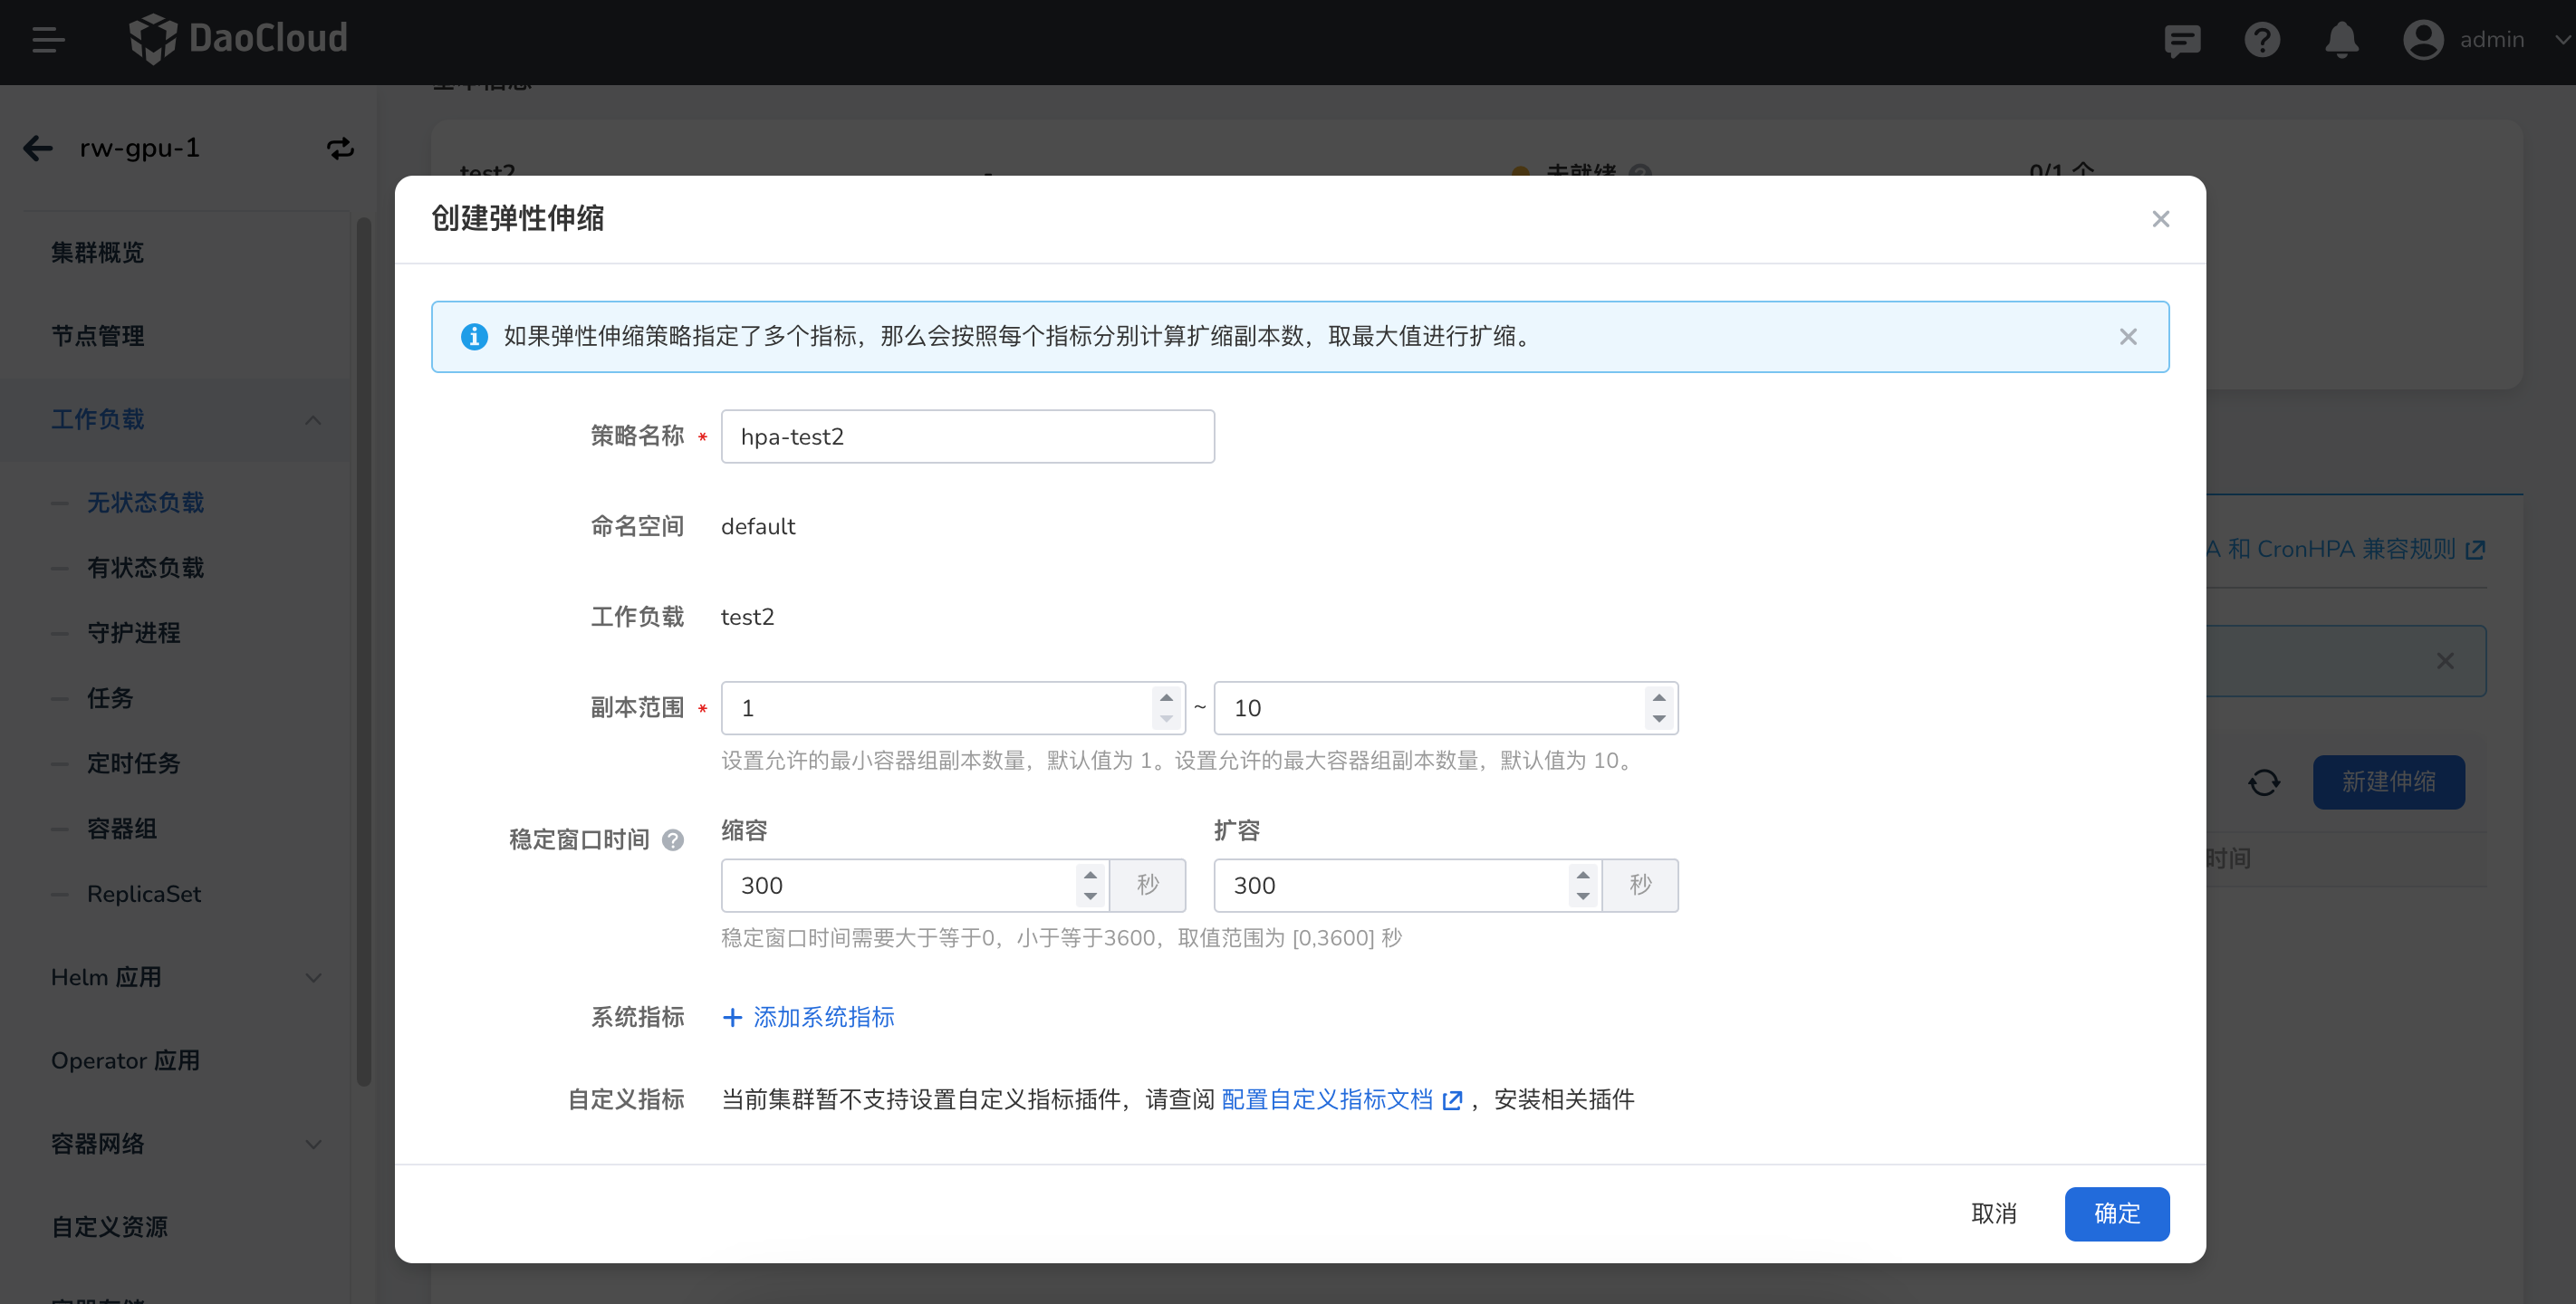 DaoCloud
admin
rw-gpu-1
test2
-
未就绪
0/1 个
集群概览
节点管理
工作负载
无状态负载
有状态负载
守护进程
任务
定时任务
容器组
ReplicaSet
Helm 应用
Operator 应用
容器网络
自定义资源
创建弹性伸缩
如果弹性伸缩策略指定了多个指标，那么会按照每个指标分别计算扩缩副本数，取最大值进行扩缩。
策略名称 * hpa-test2
命名空间 default
工作负载 test2
副本范围 * 1 ~ 10
设置允许的最小容器组副本数量，默认值为 1。设置允许的最大容器组副本数量，默认值为 10。
稳定窗口时间 缩容 扩容
300 秒 300 秒
稳定窗口时间需要大于等于0，小于等于3600，取值范围为 [0,3600] 秒
系统指标 + 添加系统指标
自定义指标 当前集群暂不支持设置自定义指标插件，请查阅 配置自定义指标文档 ，安装相关插件
取消 确定
A 和 CronHPA 兼容规则
新建伸缩
时间